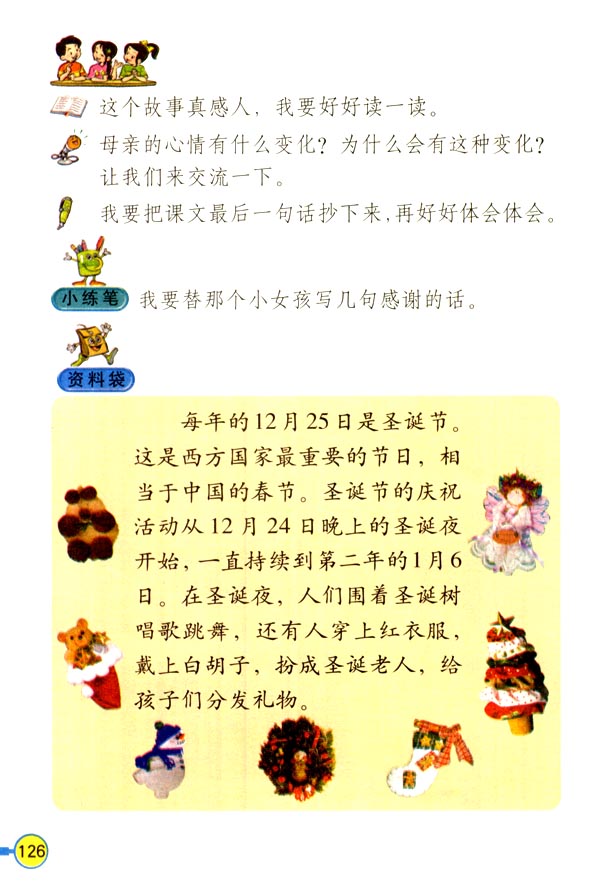 这个故事真感人，我要好好读一读。
母亲的心情有什么变化？为什么会有这种变化？
让我们来交流一下。
我要把课文最后一句话抄下来，再好好体会体会。
小练笔 我要替那个小女孩写几句感谢的话。
资料袋
每年的12月25日是圣诞节。
这是西方国家最重要的节日，相
当于中国的春节。圣诞节的庆祝
活动从12月24日晚上的圣诞夜
开始，一直持续到第二年的1月6
日。在圣诞夜，人们围着圣诞树
唱歌跳舞，还有人穿上红衣服，
戴上白胡子，扮成圣诞老人，给
孩子们分发礼物。
126